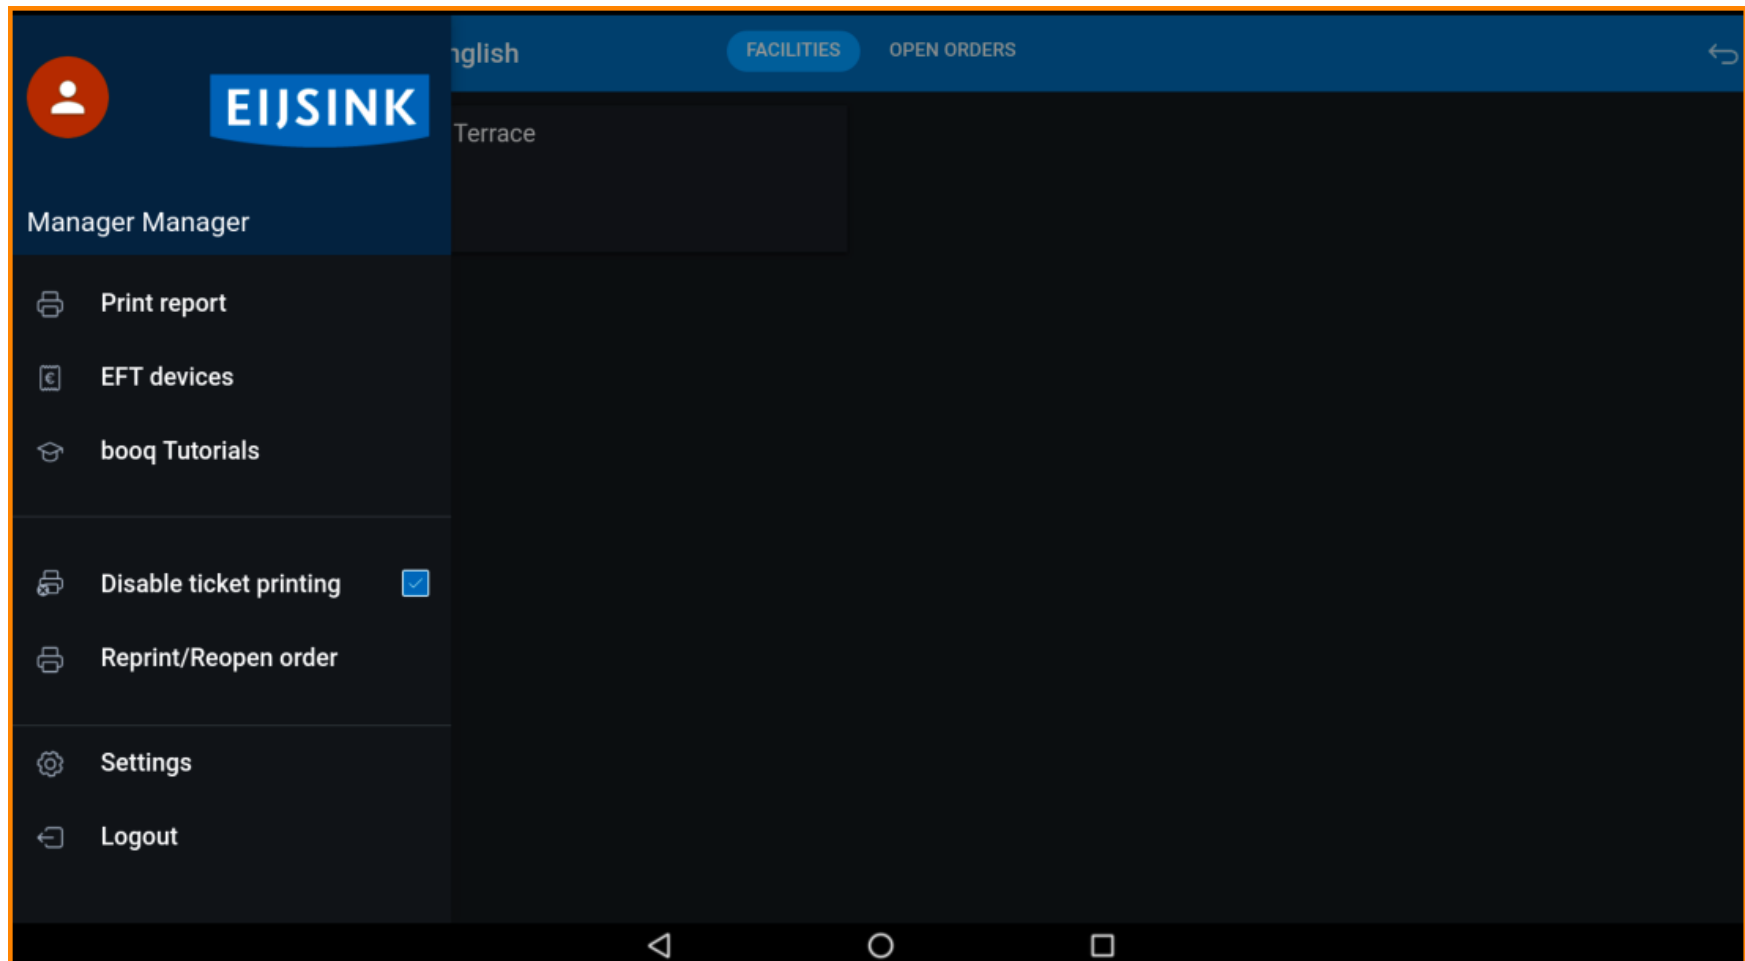 EIJSINK
Manager Manager
Print report
EFT devices
booq Tutorials
Disable ticket printing
Reprint/Reopen order
Settings
Logout
nglish
FACILITIES
OPEN ORDERS
Terrace